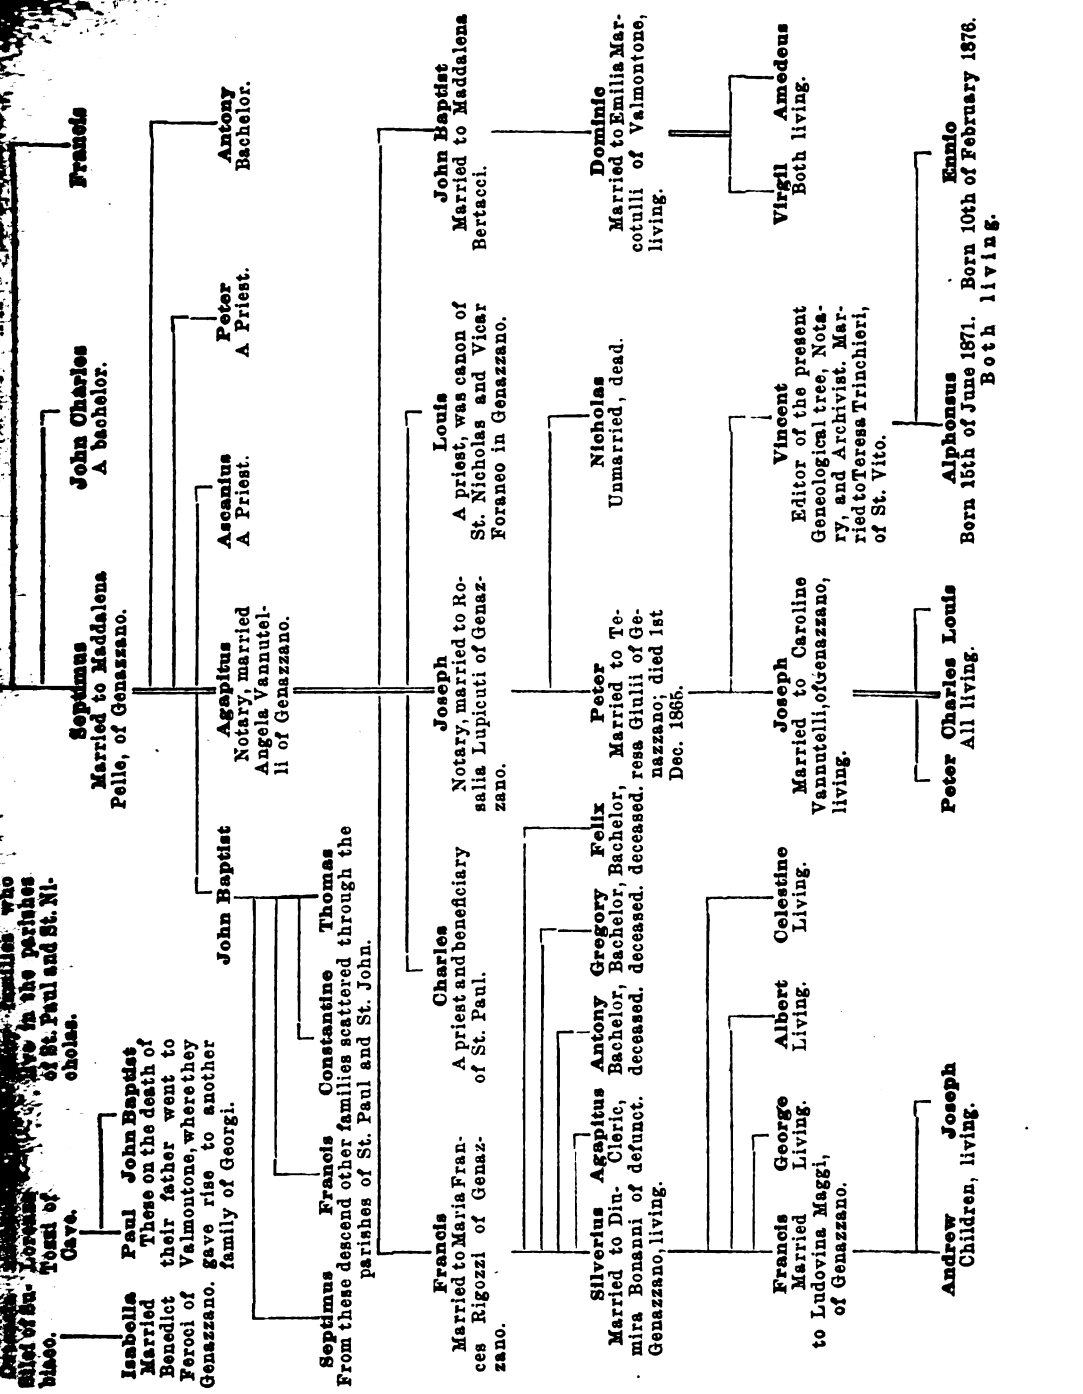 families who
live in the parishes
of St. Paul and St. Ni-
cholas.
Tozzi of
Cave.
biaco.
Francis
John Charles
A bachelor.
Septimus
Married to Maddalena
Pelle, of Genazzano.
Isabella
Married
Benedict
Feroci of
Genazzano.
Paul John Baptist
These on the death of
their father went to
Valmontone, where they
gave rise to another
family of Georgi.
John Baptist
Agapitus
Notary, married
Angela Vannutel-
li of Genazzano.
Ascanius
A Priest.
Peter
A Priest.
Antony
Bachelor.
Septimus Francis Constantine Thomas
From these descend other families scattered through the
parishes of St. Paul and St. John.
Francis
Married to Maria Fran-
ces Rigozzi of Genaz-
zano.
Charles
A priest and beneficiary
of St. Paul.
Joseph
Notary, married to Ro-
salia Lupicuti of Genaz-
zano.
Louis
A priest, was canon of
St. Nicholas and Vicar
Foraneo in Genazzano.
John Baptist
Married to Maddalena
Bertacci.
Silverius
Married to Diu-
mira Bonanni of
Genazzano, living.
Agapitus
Cleric,
defunct.
Antony
Bachelor,
deceased.
Gregory
Bachelor,
deceased.
Felix
Bachelor,
deceased.
Peter
Married to Te-
resa Giulii of Ge-
nazzano; died 1st
Dec. 1865.
Nicholas
Unmarried, dead.
Dominic
Married to Emilia Mar-
cotulli of Valmontone,
living.
Francis
Married
to Ludovina Maggi,
of Genazzano.
George
Living.
Albert
Living.
Celestine
Living.
Joseph
Married to Caroline
Vannutelli, of Genazzano,
living.
Vincent
Editor of the present
Geneological tree, Nota-
ry, and Archivist. Mar-
ried to Teresa Trinchieri,
of St. Vito.
Virgil Amedeus
Both living.
Andrew Joseph
Children, living.
Peter Charles Louis
All living.
Alphonsus Ennio
Born 15th of June 1871. Born 10th of February 1876.
Both living.